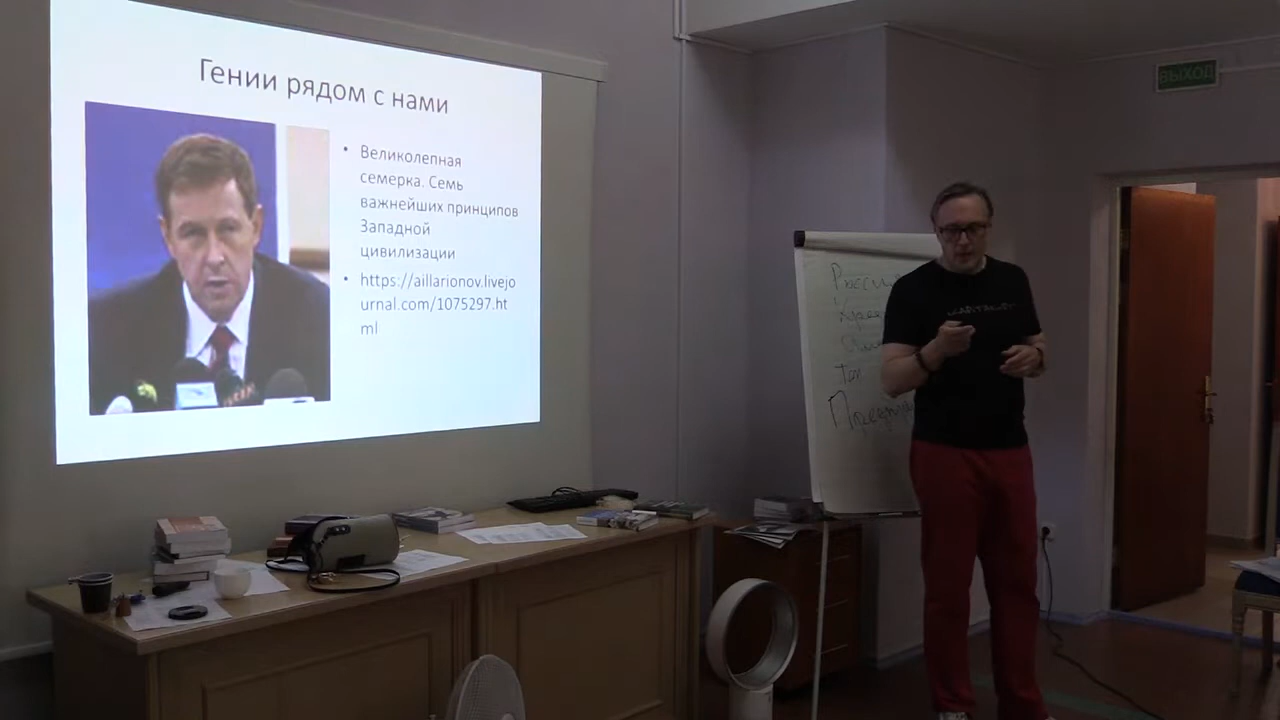 Гении рядом с нами
• Великолепная
семерка. Семь
важнейших принципов
Западной
цивилизации
• https://aillarionov.livejo
urnal.com/1075297.ht
ml
ВЫХОД